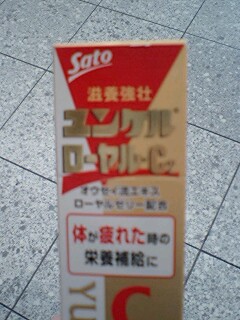 Sato
滋養強壮
ユンケル
ローヤル・C2
オウセイ流エキス
ローヤルゼリー配合
体が疲れた時の
栄養補給に
C
YU